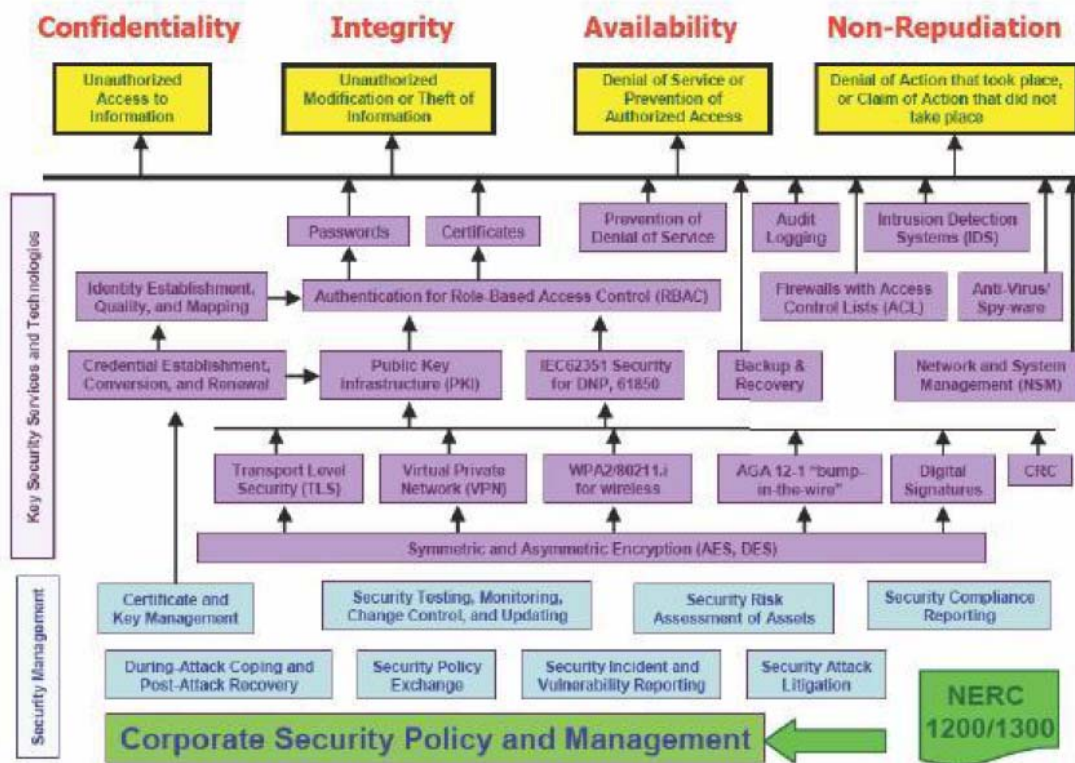 Confidentiality
Integrity
Availability
Non-Repudiation
Unauthorized
Access to
Information
Unauthorized
Modification or Theft of
Information
Denial of Service or
Prevention of
Authorized Access
Denial of Action that took place,
or Claim of Action that did not
take place
Key Security Services and Technologies
Passwords
Certificates
Prevention of
Denial of Service
Audit
Logging
Intrusion Detection
Systems (IDS)
Identity Establishment,
Quality, and Mapping
Authentication for Role-Based Access Control (RBAC)
Firewalls with Access
Control Lists (ACL)
Anti-Virus/
Spy-ware
Credential Establishment,
Conversion, and Renewal
Public Key
Infrastructure (PKI)
IEC62351 Security
for DNP, 61850
Backup &
Recovery
Network and System
Management (NSM)
Transport Level
Security (TLS)
Virtual Private
Network (VPN)
WPA2/80211.i
for wireless
AGA 12-1 “bump-
in-the-wire”
Digital
Signatures
CRC
Symmetric and Asymmetric Encryption (AES, DES)
Security Management
Certificate and
Key Management
Security Testing, Monitoring,
Change Control, and Updating
Security Risk
Assessment of Assets
Security Compliance
Reporting
During-Attack Coping and
Post-Attack Recovery
Security Policy
Exchange
Security Incident and
Vulnerability Reporting
Security Attack
Litigation
Corporate Security Policy and Management
NERC
1200/1300